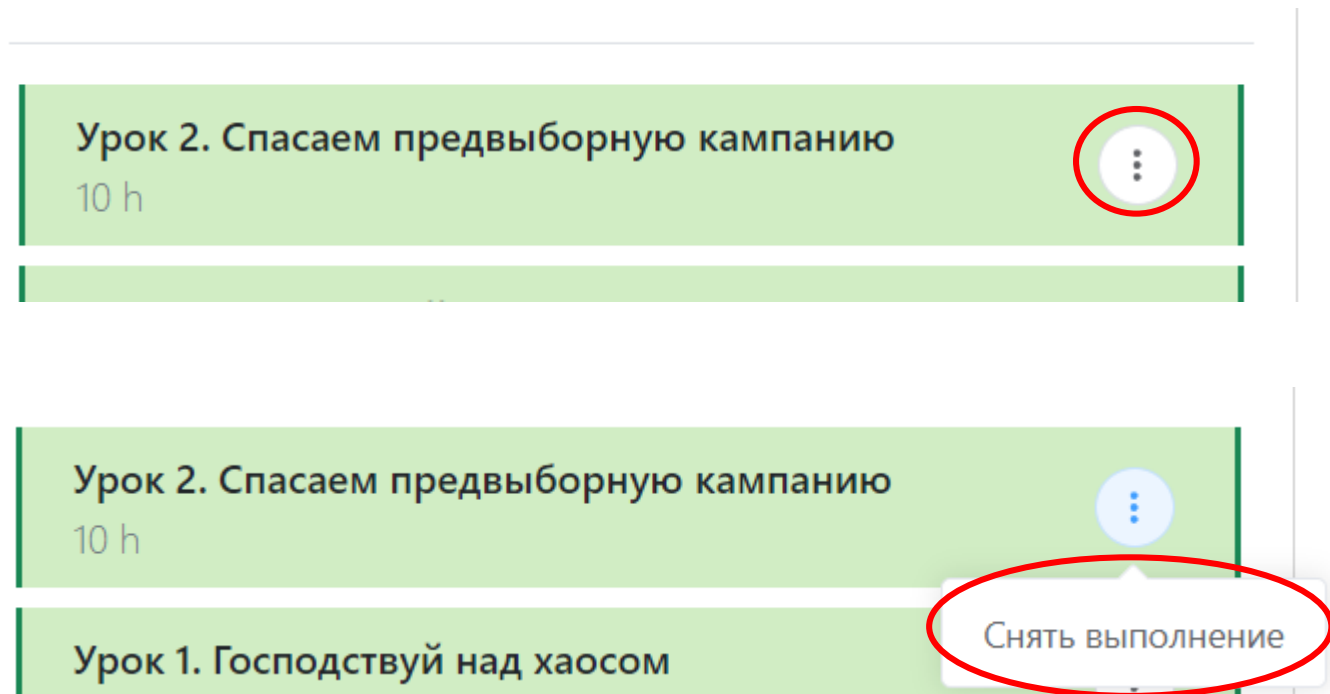 Урок 2. Спасаем предвыборную кампанию
10 h
Урок 2. Спасаем предвыборную кампанию
10 h
Снять выполнение
Урок 1. Господствуй над хаосом